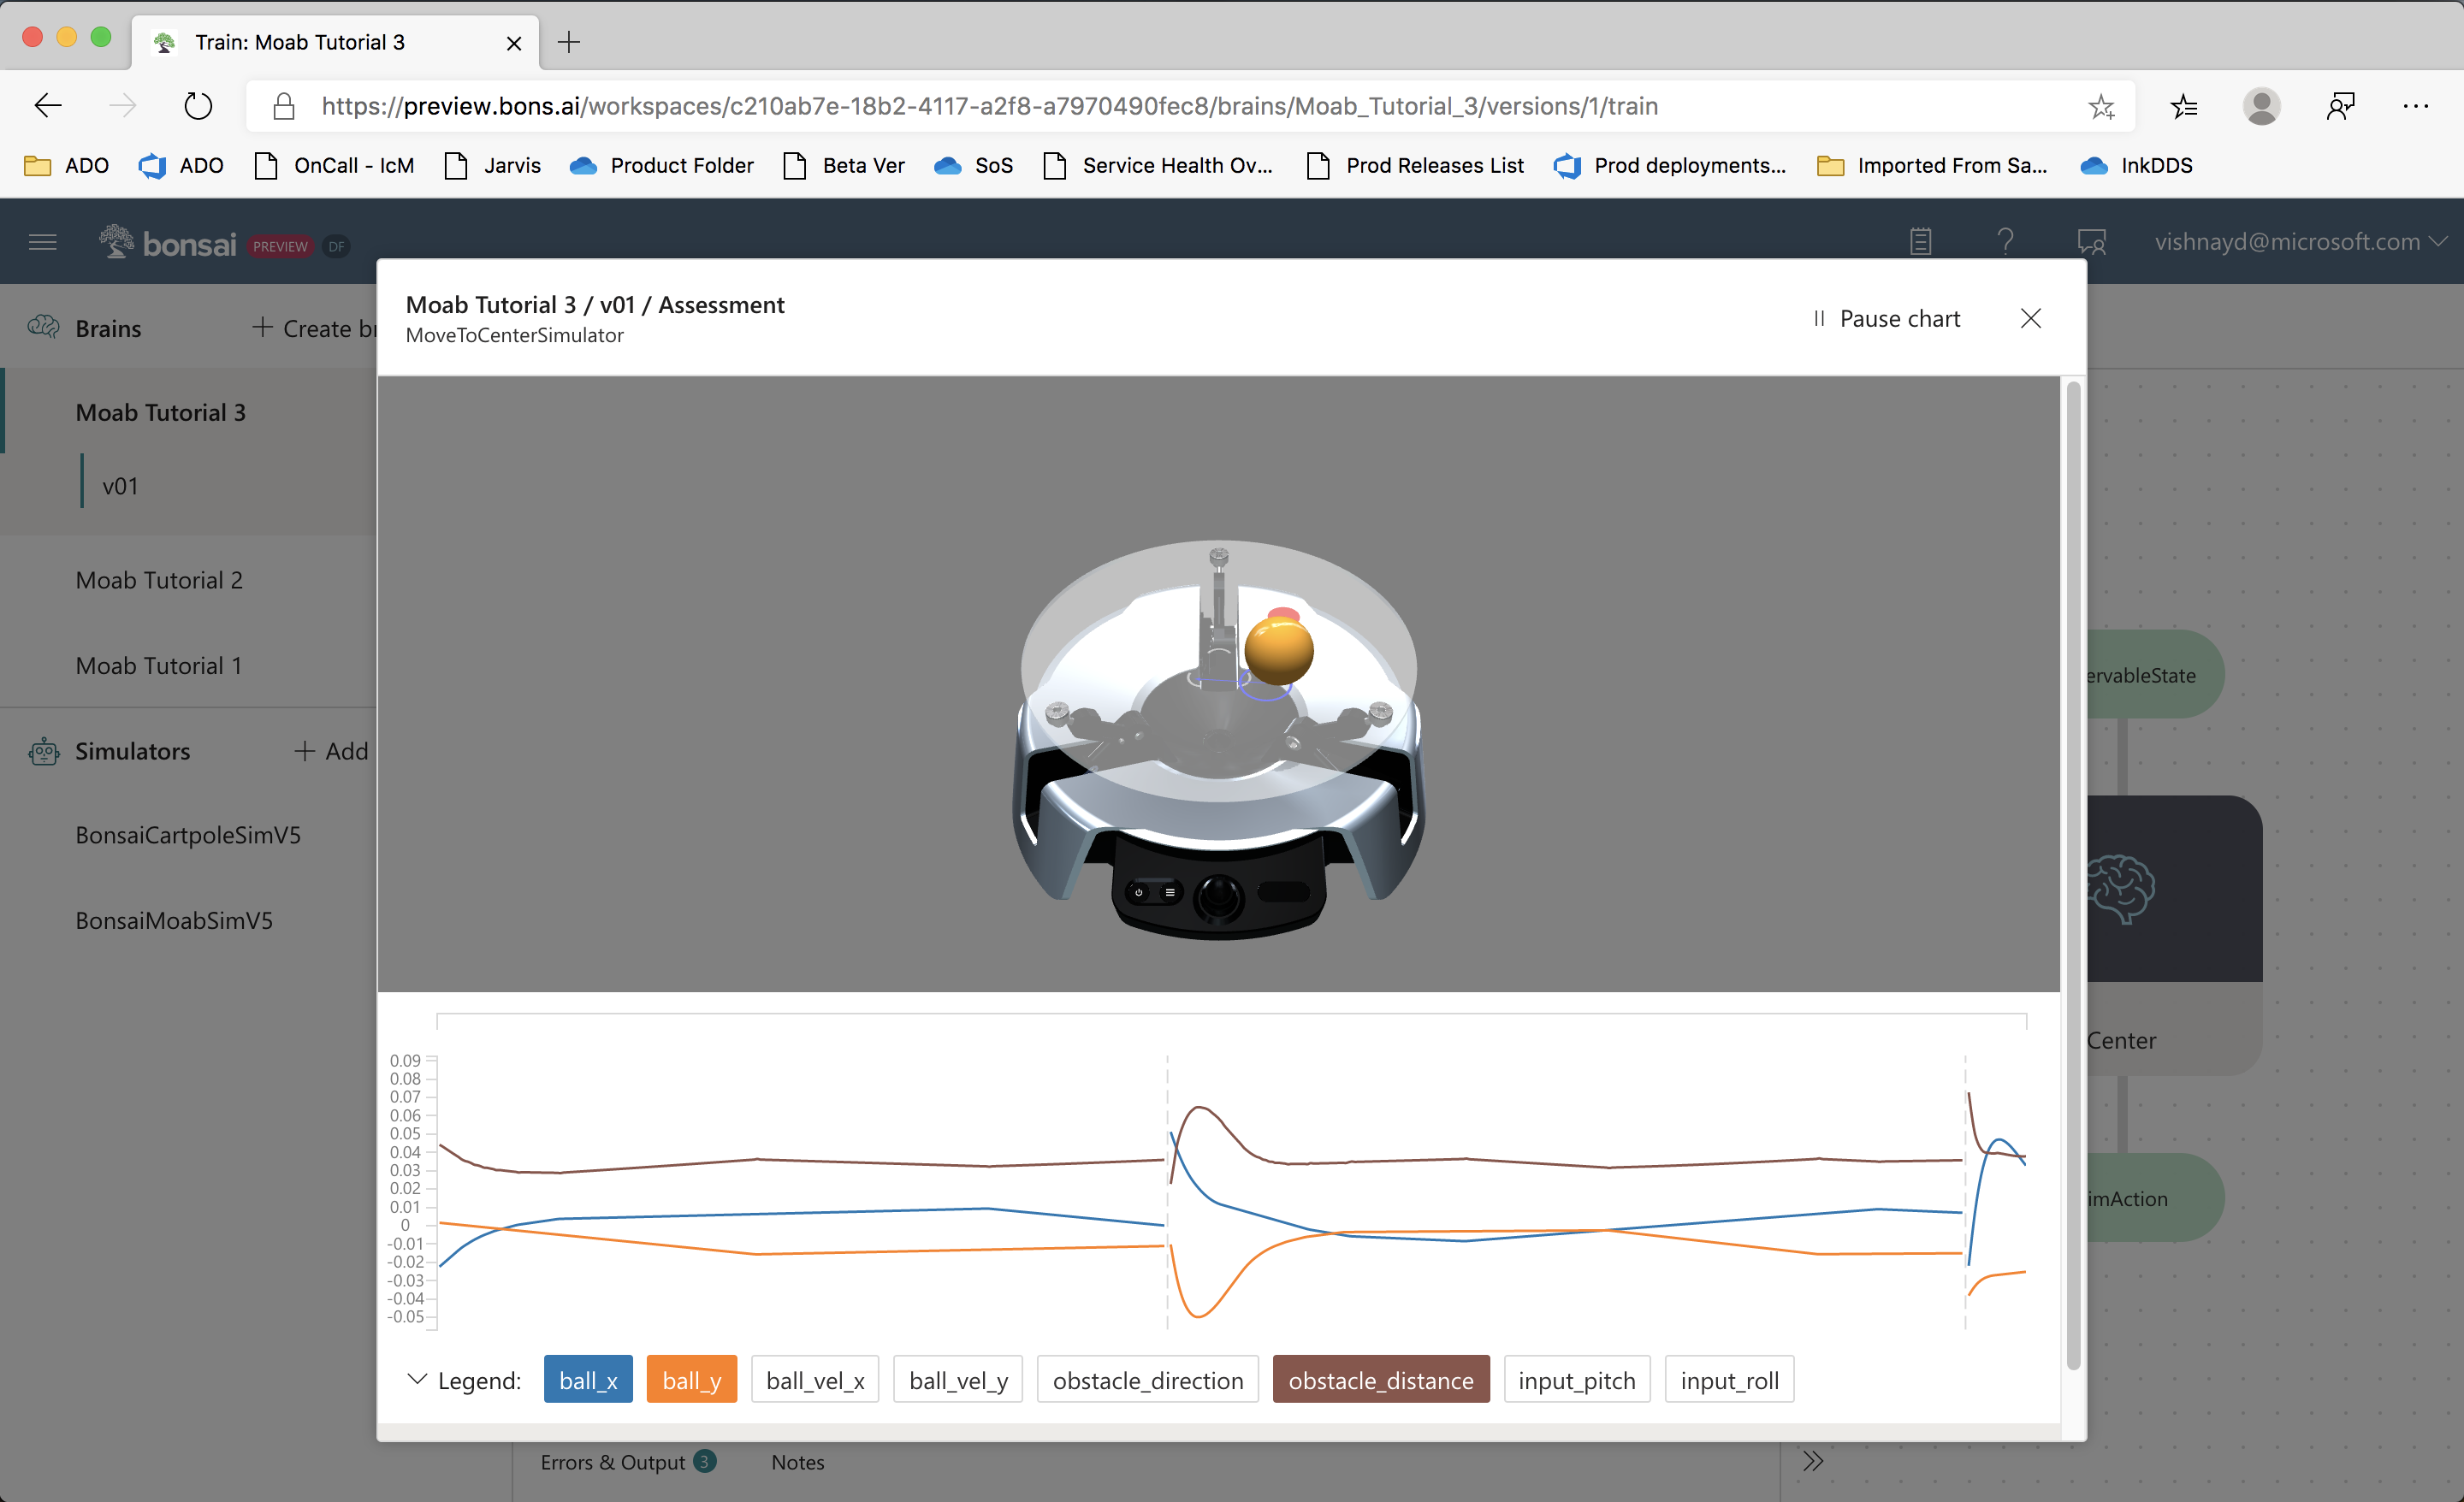 Train: Moab Tutorial 3
https://preview.bons.ai/workspaces/c210ab7e-18b2-4117-a2f8-a7970490fec8/brains/Moab_Tutorial_3/versions/1/train
ADO ADO OnCall - IcM Jarvis Product Folder Beta Ver SoS Service Health Ov... Prod Releases List Prod deployments... Imported From Sa... InkDDS
bonsai PREVIEW DF vishnayd@microsoft.com
Brains + Create br
Moab Tutorial 3
v01
Moab Tutorial 2
Moab Tutorial 1
Simulators + Add
BonsaiCartpoleSimV5
BonsaiMoabSimV5
Moab Tutorial 3 / v01 / Assessment
MoveToCenterSimulator
Pause chart
ervableState
Center
imAction
0.09
0.08
0.07
0.06
0.05
0.04
0.03
0.02
0.01
0
-0.01
-0.02
-0.03
-0.04
-0.05
Legend: ball_x ball_y ball_vel_x ball_vel_y obstacle_direction obstacle_distance input_pitch input_roll
Errors & Output 3 Notes